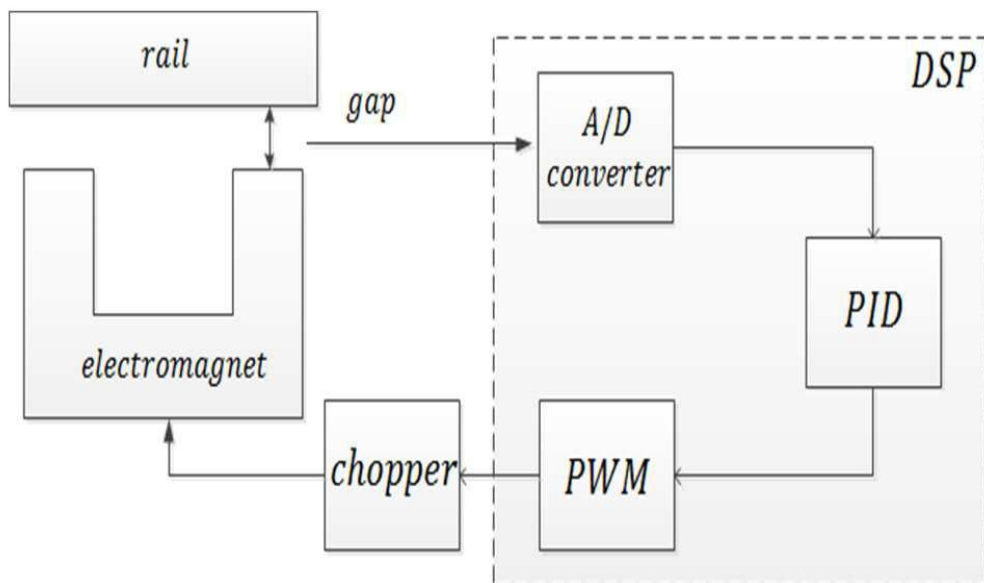 rail
gap
DSP
A/D
converter
PID
electromagnet
chopper
PWM